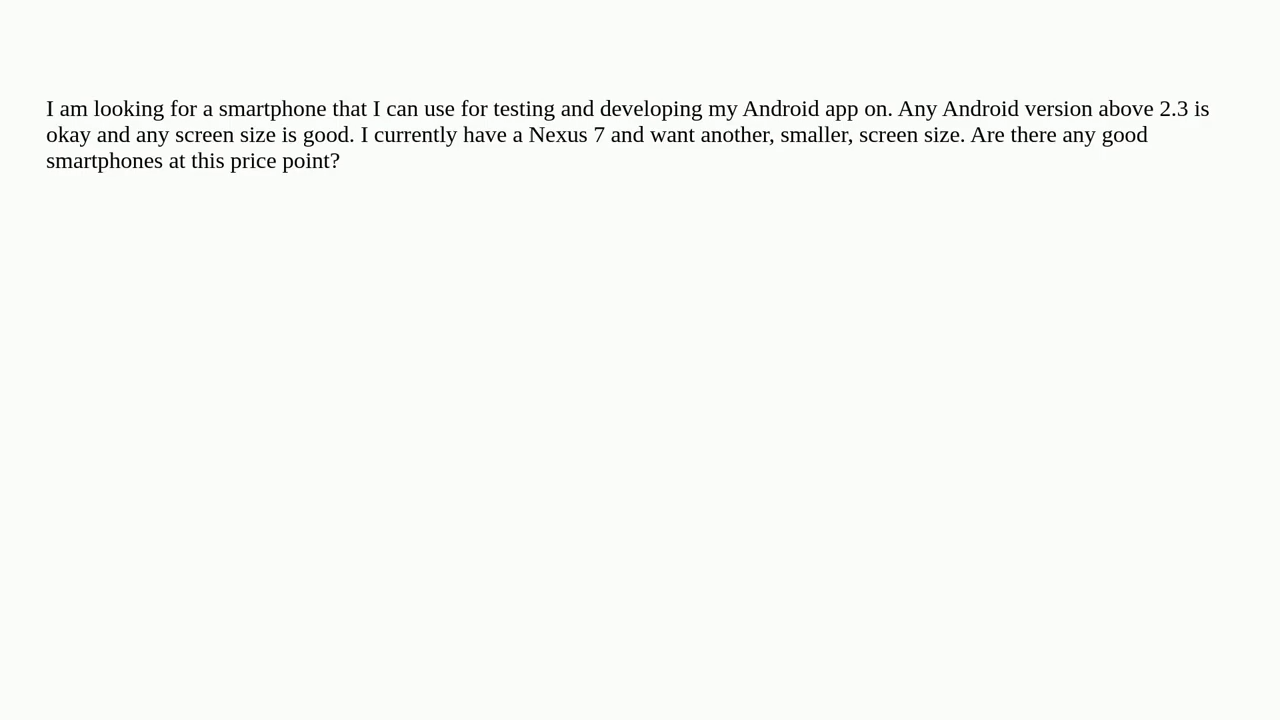 I am looking for a smartphone that I can use for testing and developing my Android app on. Any Android version above 2.3 is
okay and any screen size is good. I currently have a Nexus 7 and want another, smaller, screen size. Are there any good
smartphones at this price point?